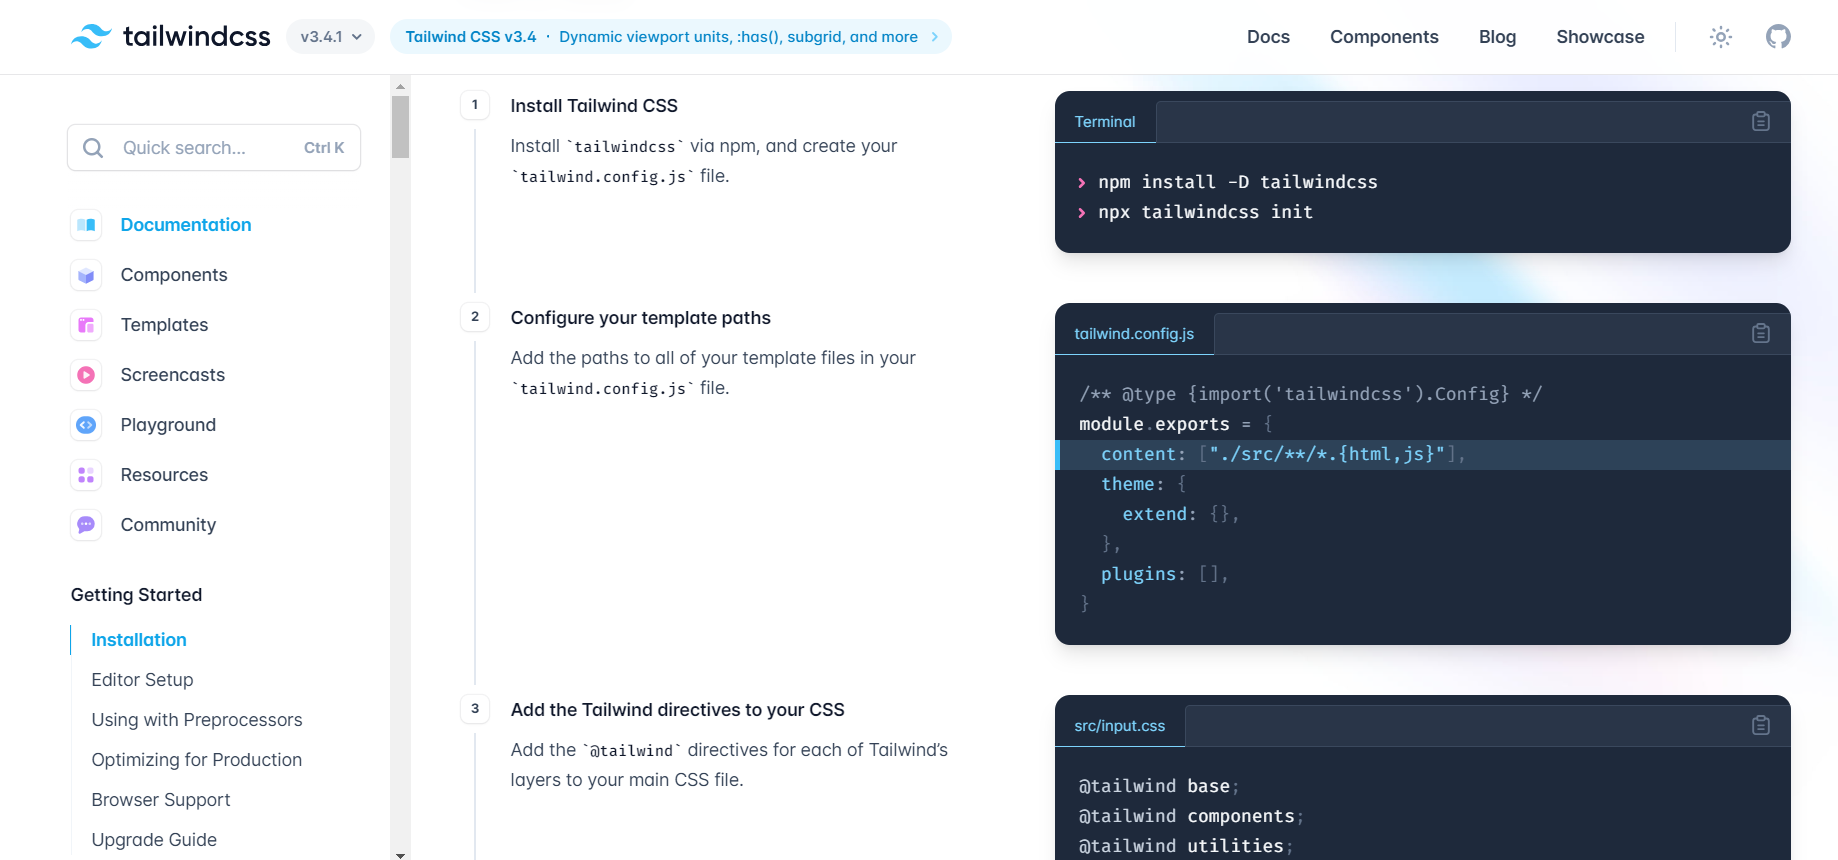 tailwindcss
v3.4.1
Tailwind CSS v3.4 · Dynamic viewport units, :has(), subgrid, and more
Docs
Components
Blog
Showcase
Quick search...
Ctrl K
Documentation
Components
Templates
Screencasts
Playground
Resources
Community
Getting Started
Installation
Editor Setup
Using with Preprocessors
Optimizing for Production
Browser Support
Upgrade Guide
1
Install Tailwind CSS
Install `tailwindcss` via npm, and create your
`tailwind.config.js` file.
Terminal
> npm install -D tailwindcss
> npx tailwindcss init
2
Configure your template paths
Add the paths to all of your template files in your
`tailwind.config.js` file.
tailwind.config.js
/** @type {import('tailwindcss').Config} */
module.exports = {
  content: ["./src/**/*.{html,js}"],
  theme: {
    extend: {},
  },
  plugins: [],
}
3
Add the Tailwind directives to your CSS
Add the `@tailwind` directives for each of Tailwind’s
layers to your main CSS file.
src/input.css
@tailwind base;
@tailwind components;
@tailwind utilities;